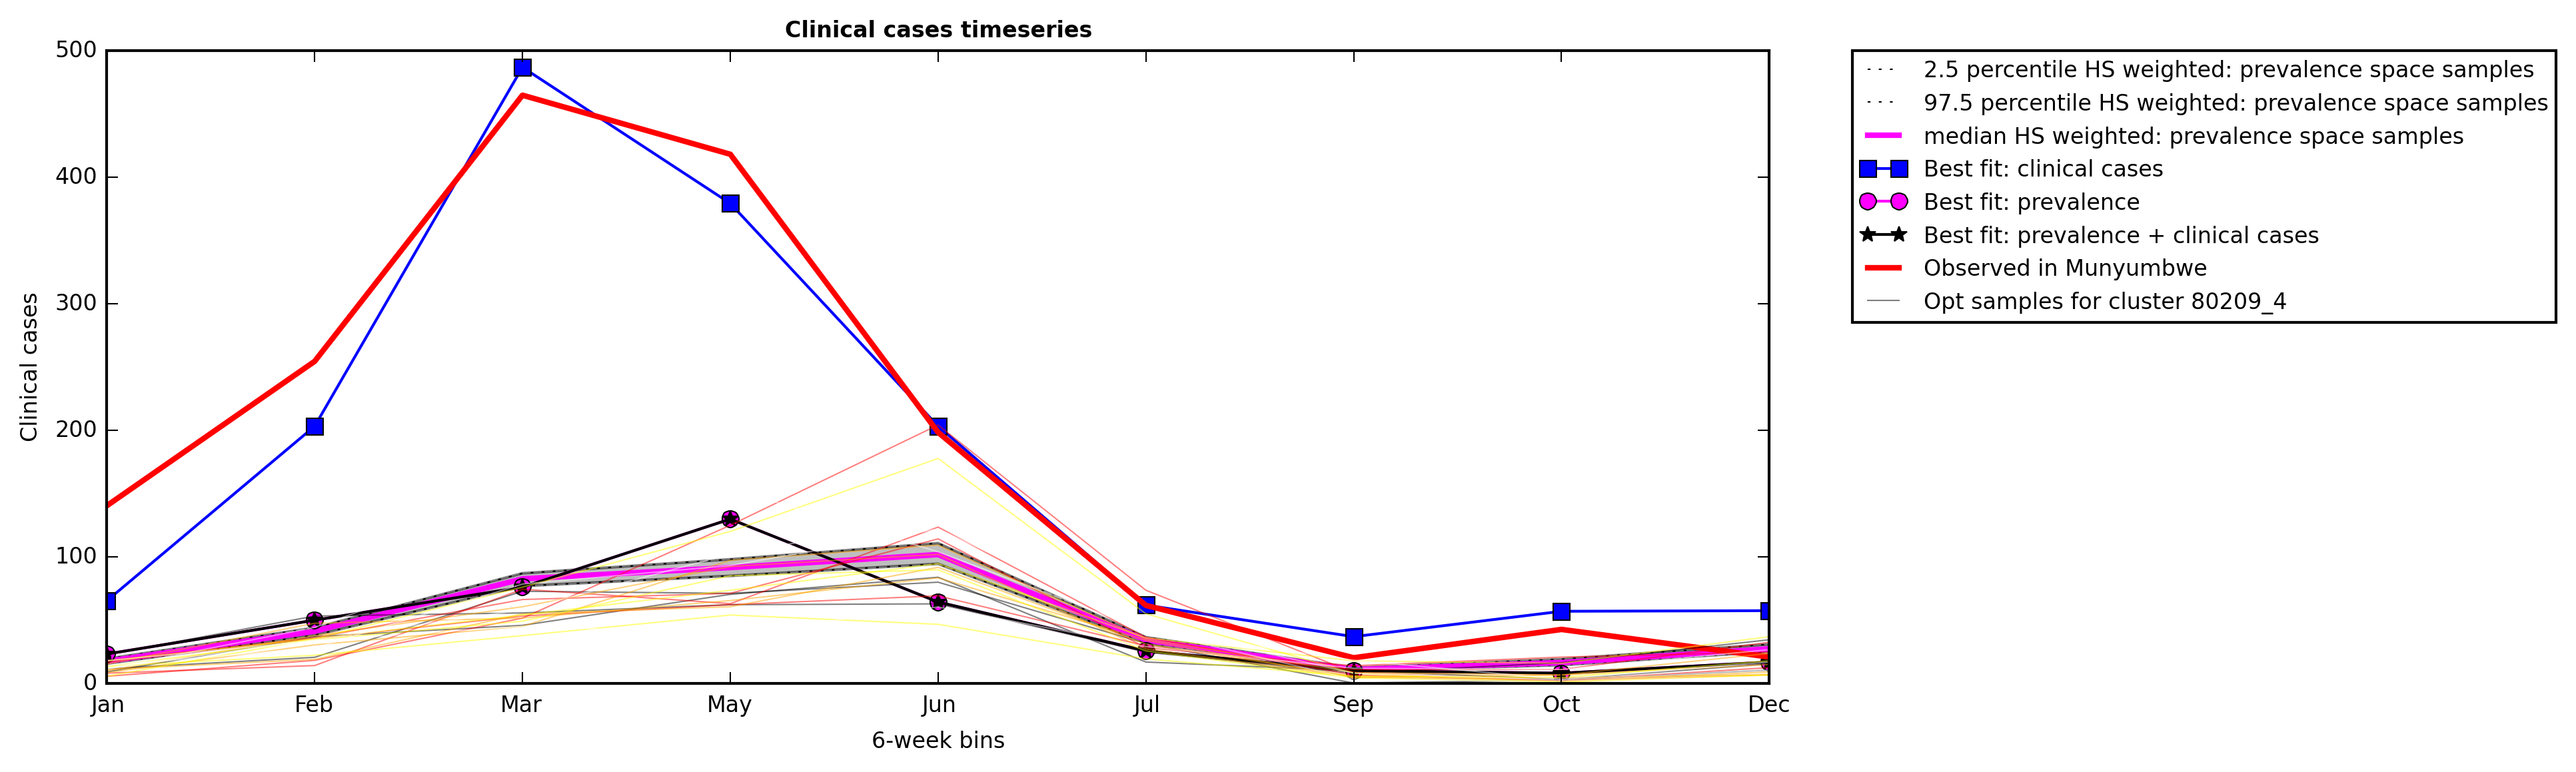 Clinical cases timeseries
500
400
300
200
100
0
Clinical cases
Jan Feb Mar May Jun Jul Sep Oct Dec
6-week bins
2.5 percentile HS weighted: prevalence space samples
97.5 percentile HS weighted: prevalence space samples
median HS weighted: prevalence space samples
Best fit: clinical cases
Best fit: prevalence
Best fit: prevalence + clinical cases
Observed in Munyumbwe
Opt samples for cluster 80209_4